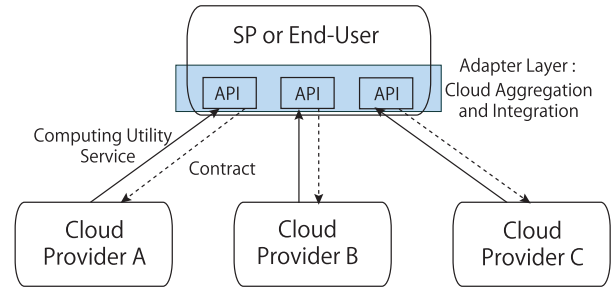 SP or End-User
API API API
Adapter Layer :
Cloud Aggregation
and Integration
Computing Utility
Service
Contract
Cloud
Provider A
Cloud
Provider B
Cloud
Provider C